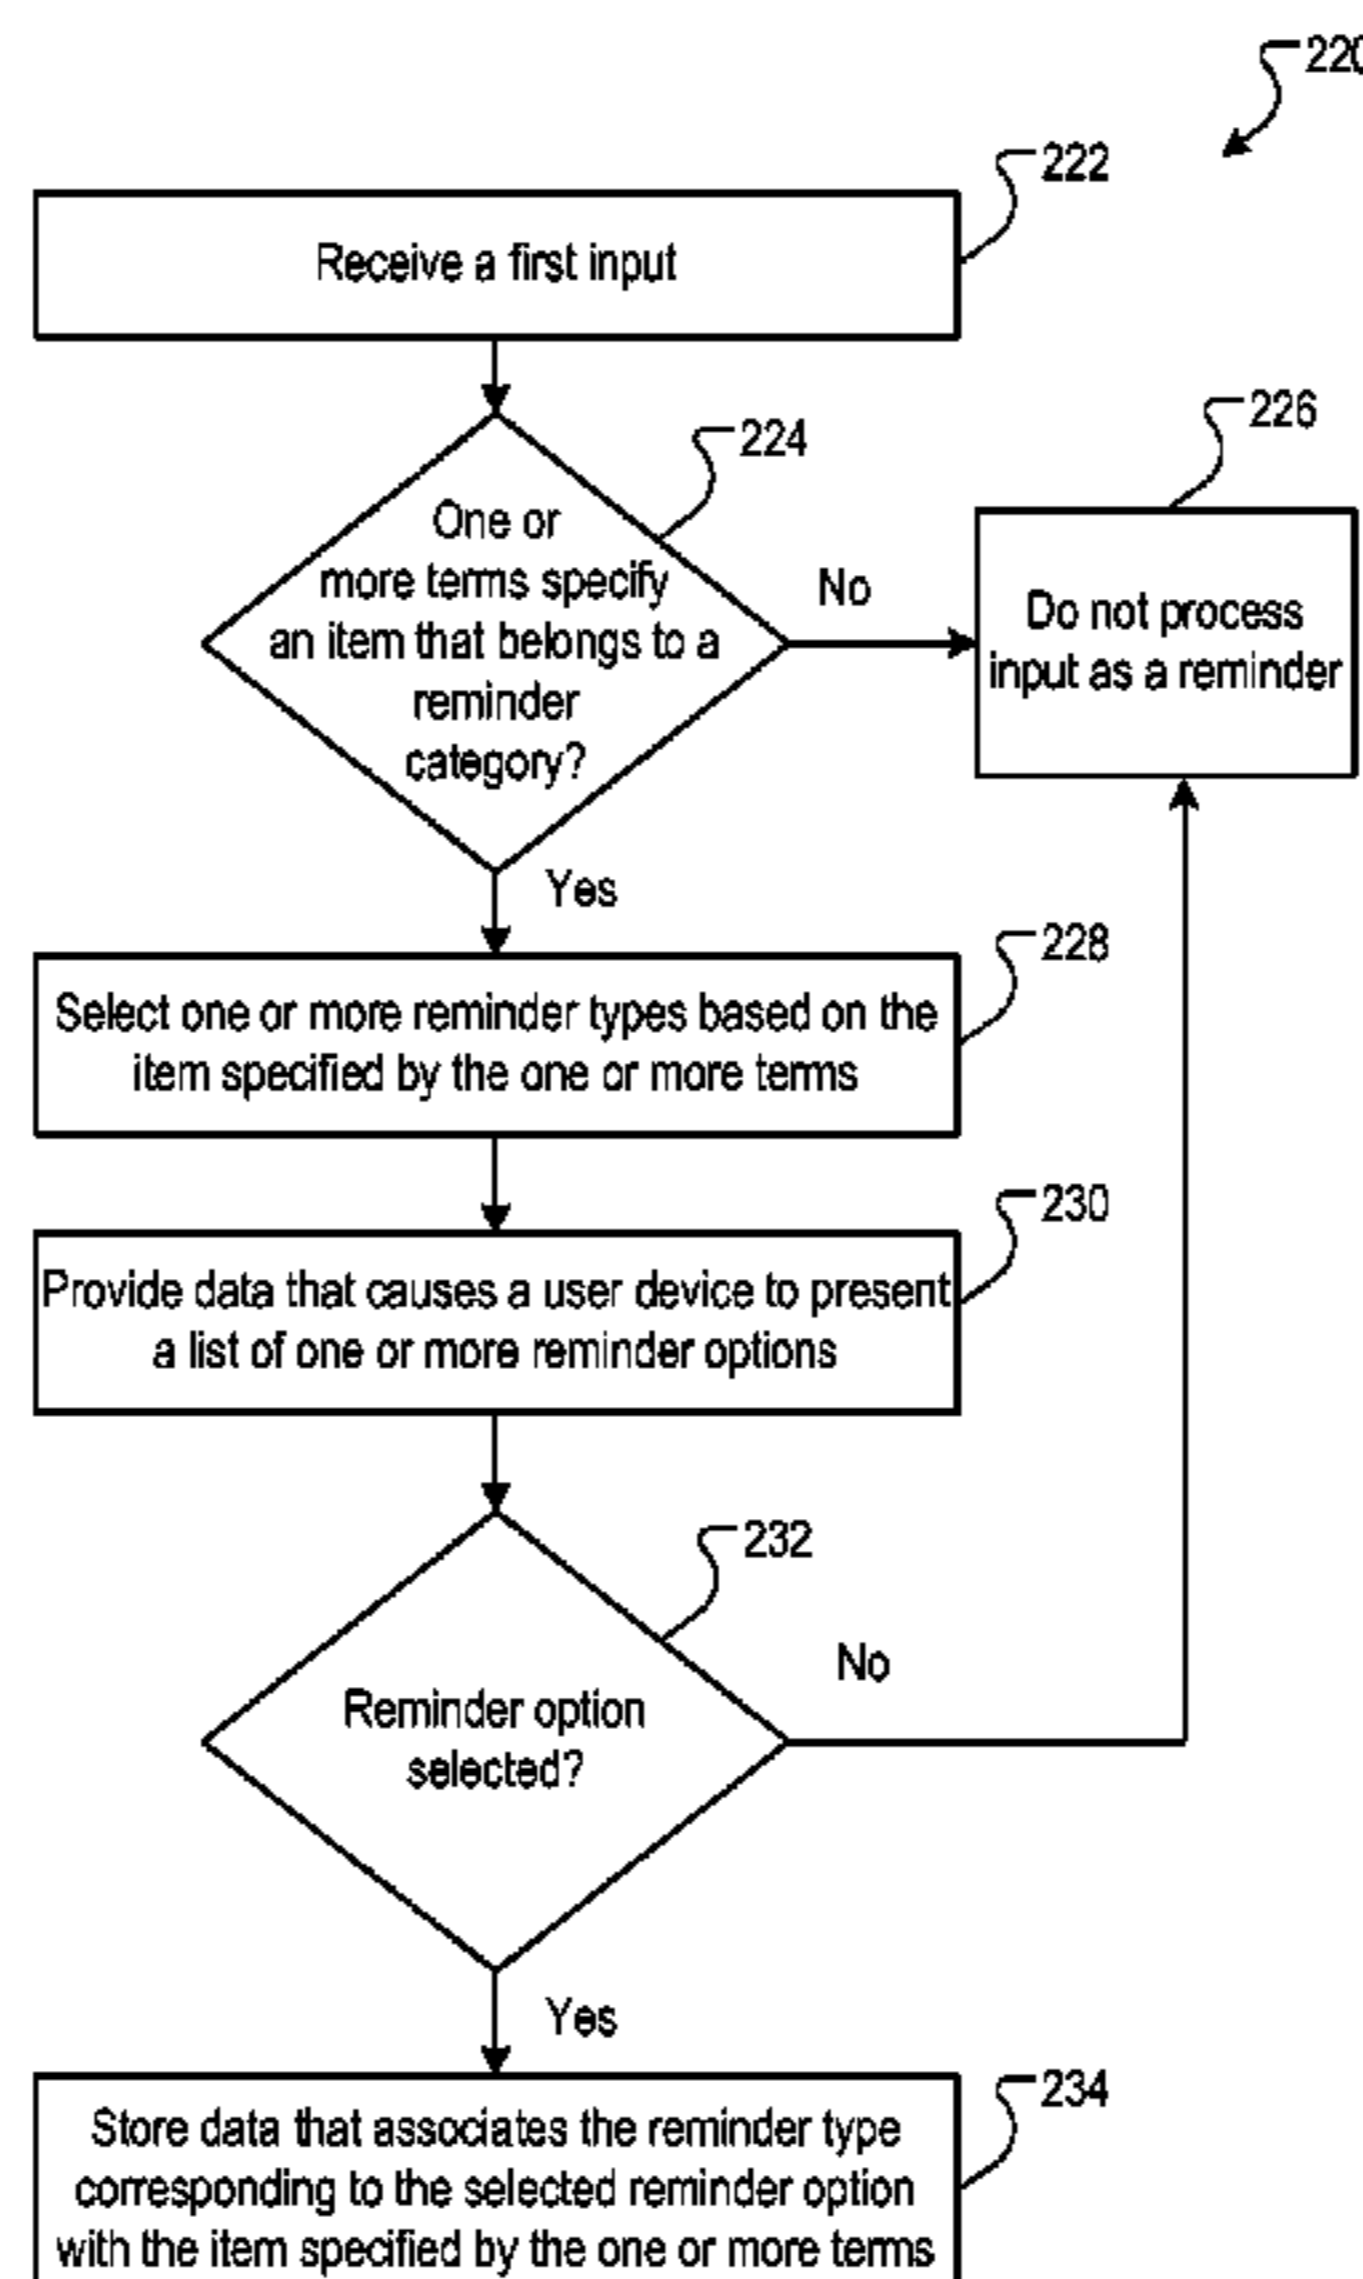 220
222
Receive a first input
224
226
One or
more terms specify
an item that belongs to a
reminder
category?
No
Do not process
input as a reminder
Yes
228
Select one or more reminder types based on the
item specified by the one or more terms
230
Provide data that causes a user device to present
a list of one or more reminder options
232
No
Reminder option
selected?
Yes
234
Store data that associates the reminder type
corresponding to the selected reminder option
with the item specified by the one or more terms